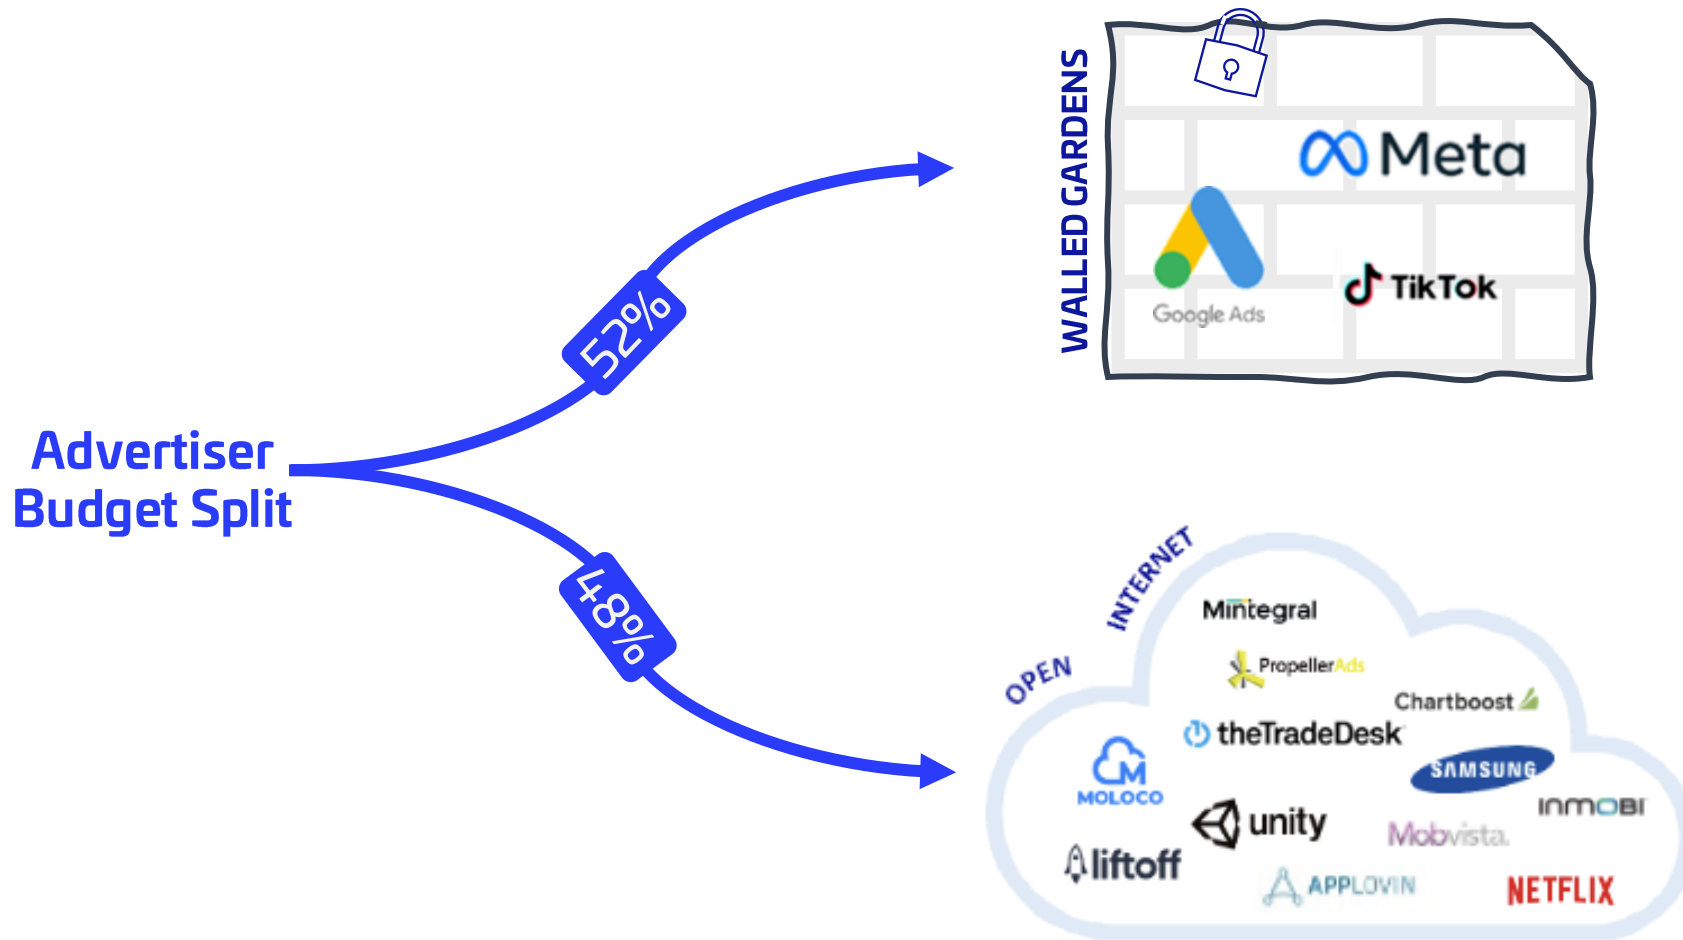 Advertiser
Budget Split
52%
48%
WALLED GARDENS
Meta
Google Ads
TikTok
OPEN
INTERNET
Mintegral
PropellerAds
Chartboost
theTradeDesk
MOLOCO
SAMSUNG
INMOBI
unity
Mobvista.
liftoff
APPLOVIN
NETFLIX